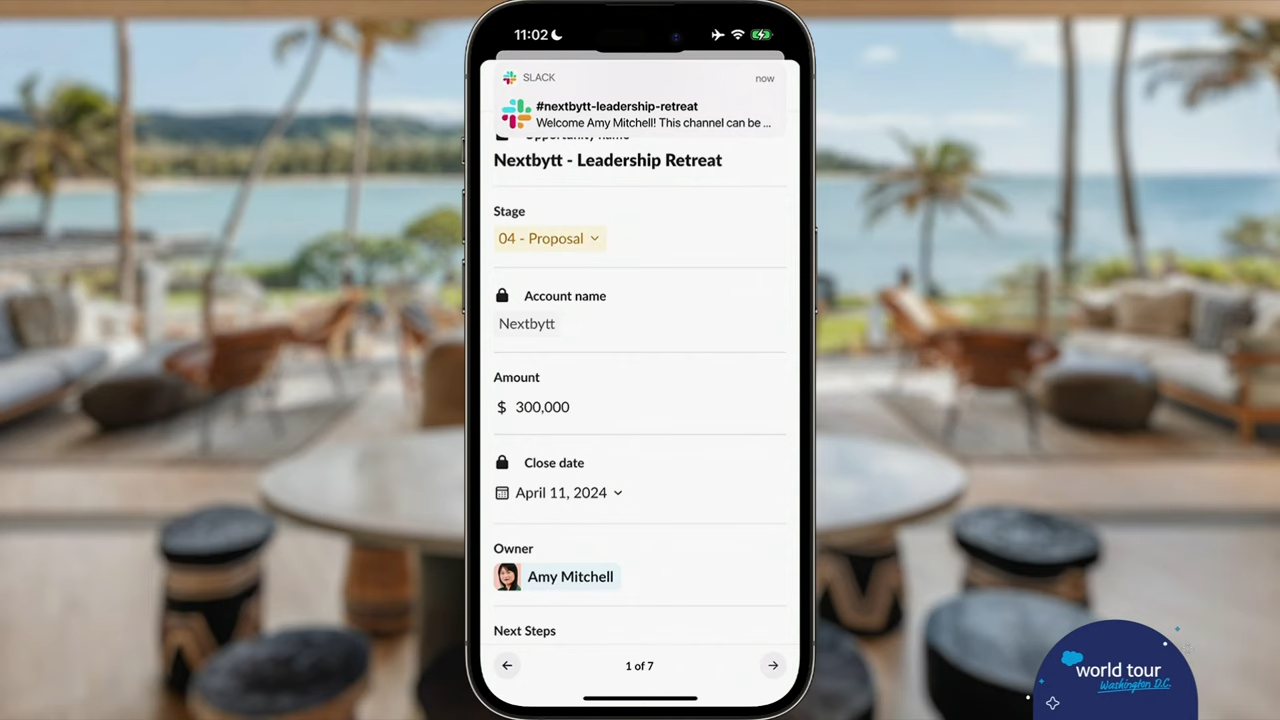 11:02
SLACK
now
#nextbytt-leadership-retreat
Welcome Amy Mitchell! This channel can be ...
Opportunity name
Nextbytt - Leadership Retreat
Stage
04 - Proposal
Account name
Nextbytt
Amount
$ 300,000
Close date
April 11, 2024
Owner
Amy Mitchell
Next Steps
1 of 7
world tour
Washington D.C.